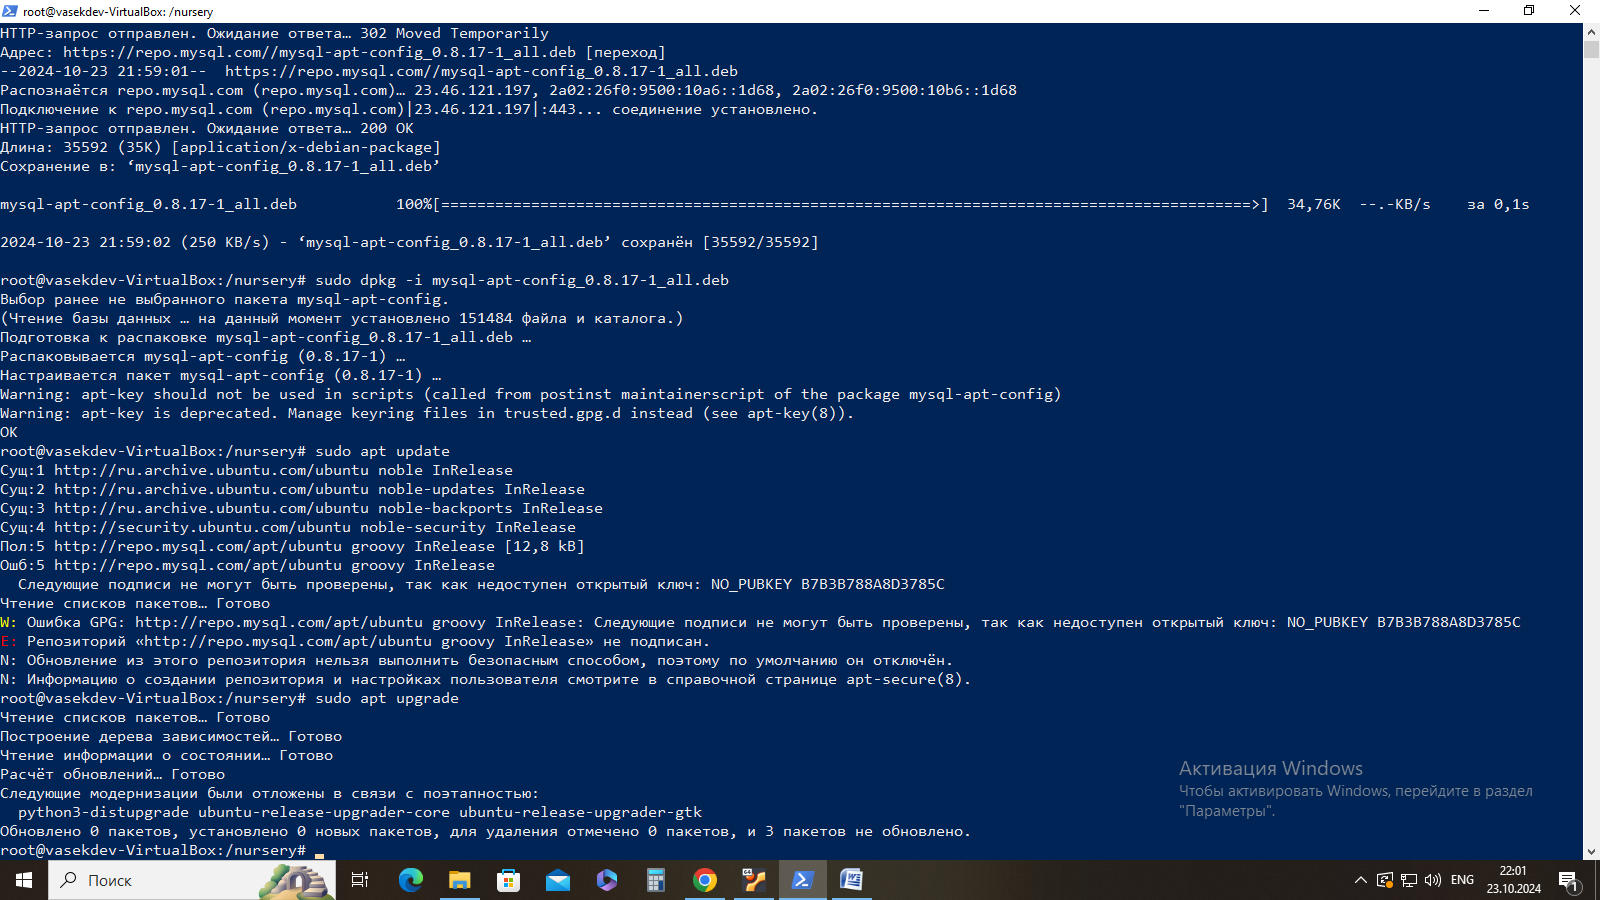 root@vasekdev-VirtualBox: /nursery
HTTP-запрос отправлен. Ожидание ответа… 302 Moved Temporarily
Адрес: https://repo.mysql.com//mysql-apt-config_0.8.17-1_all.deb [переход]
--2024-10-23 21:59:01--  https://repo.mysql.com//mysql-apt-config_0.8.17-1_all.deb
Распознаётся repo.mysql.com (repo.mysql.com)… 23.46.121.197, 2a02:26f0:9500:10a6::1d68, 2a02:26f0:9500:10b6::1d68
Подключение к repo.mysql.com (repo.mysql.com)|23.46.121.197|:443... соединение установлено.
HTTP-запрос отправлен. Ожидание ответа… 200 OK
Длина: 35592 (35K) [application/x-debian-package]
Сохранение в: ‘mysql-apt-config_0.8.17-1_all.deb’
mysql-apt-config_0.8.17-1_all.deb 100%[==========================================================================================>] 34,76K --.-KB/s за 0,1s
2024-10-23 21:59:02 (250 KB/s) - ‘mysql-apt-config_0.8.17-1_all.deb’ сохранён [35592/35592]
root@vasekdev-VirtualBox:/nursery# sudo dpkg -i mysql-apt-config_0.8.17-1_all.deb
Выбор ранее не выбранного пакета mysql-apt-config.
(Чтение базы данных … на данный момент установлено 151484 файла и каталога.)
Подготовка к распаковке mysql-apt-config_0.8.17-1_all.deb …
Распаковывается mysql-apt-config (0.8.17-1) …
Настраивается пакет mysql-apt-config (0.8.17-1) …
Warning: apt-key should not be used in scripts (called from postinst maintainerscript of the package mysql-apt-config)
Warning: apt-key is deprecated. Manage keyring files in trusted.gpg.d instead (see apt-key(8)).
OK
root@vasekdev-VirtualBox:/nursery# sudo apt update
Сущ:1 http://ru.archive.ubuntu.com/ubuntu noble InRelease
Сущ:2 http://ru.archive.ubuntu.com/ubuntu noble-updates InRelease
Сущ:3 http://ru.archive.ubuntu.com/ubuntu noble-backports InRelease
Сущ:4 http://security.ubuntu.com/ubuntu noble-security InRelease
Пол:5 http://repo.mysql.com/apt/ubuntu groovy InRelease [12,8 kB]
Ошб:5 http://repo.mysql.com/apt/ubuntu groovy InRelease
  Следующие подписи не могут быть проверены, так как недоступен открытый ключ: NO_PUBKEY B7B3B788A8D3785C
Чтение списков пакетов… Готово
W: Ошибка GPG: http://repo.mysql.com/apt/ubuntu groovy InRelease: Следующие подписи не могут быть проверены, так как недоступен открытый ключ: NO_PUBKEY B7B3B788A8D3785C
E: Репозиторий «http://repo.mysql.com/apt/ubuntu groovy InRelease» не подписан.
N: Обновление из этого репозитория нельзя выполнить безопасным способом, поэтому по умолчанию он отключён.
N: Информацию о создании репозитория и настройках пользователя смотрите в справочной странице apt-secure(8).
root@vasekdev-VirtualBox:/nursery# sudo apt upgrade
Чтение списков пакетов… Готово
Построение дерева зависимостей… Готово
Чтение информации о состоянии… Готово
Расчёт обновлений… Готово
Следующие модернизации были отложены в связи с поэтапностью:
  python3-distupgrade ubuntu-release-upgrader-core ubuntu-release-upgrader-gtk
Обновлено 0 пакетов, установлено 0 новых пакетов, для удаления отмечено 0 пакетов, и 3 пакетов не обновлено.
root@vasekdev-VirtualBox:/nursery#
Активация Windows
Чтобы активировать Windows, перейдите в раздел
"Параметры".
Поиск
ENG
22:01
23.10.2024
1